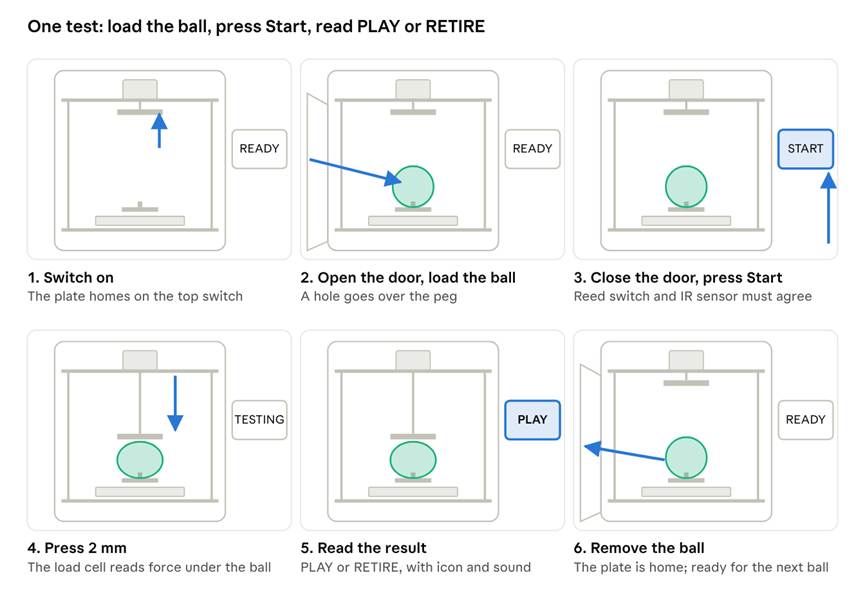 One test: load the ball, press Start, read PLAY or RETIRE
READY
READY
START
1. Switch on
The plate homes on the top switch
2. Open the door, load the ball
A hole goes over the peg
3. Close the door, press Start
Reed switch and IR sensor must agree
TESTING
PLAY
READY
4. Press 2 mm
The load cell reads force under the ball
5. Read the result
PLAY or RETIRE, with icon and sound
6. Remove the ball
The plate is home; ready for the next ball